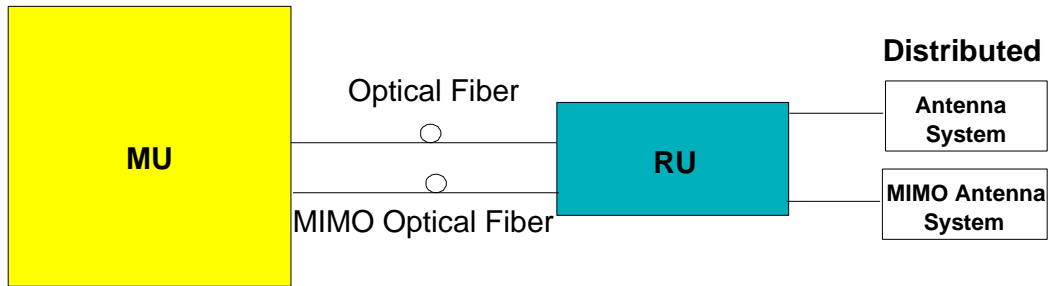 Distributed
Optical Fiber
Antenna
System
MU
RU
MIMO Optical Fiber
MIMO Antenna
System